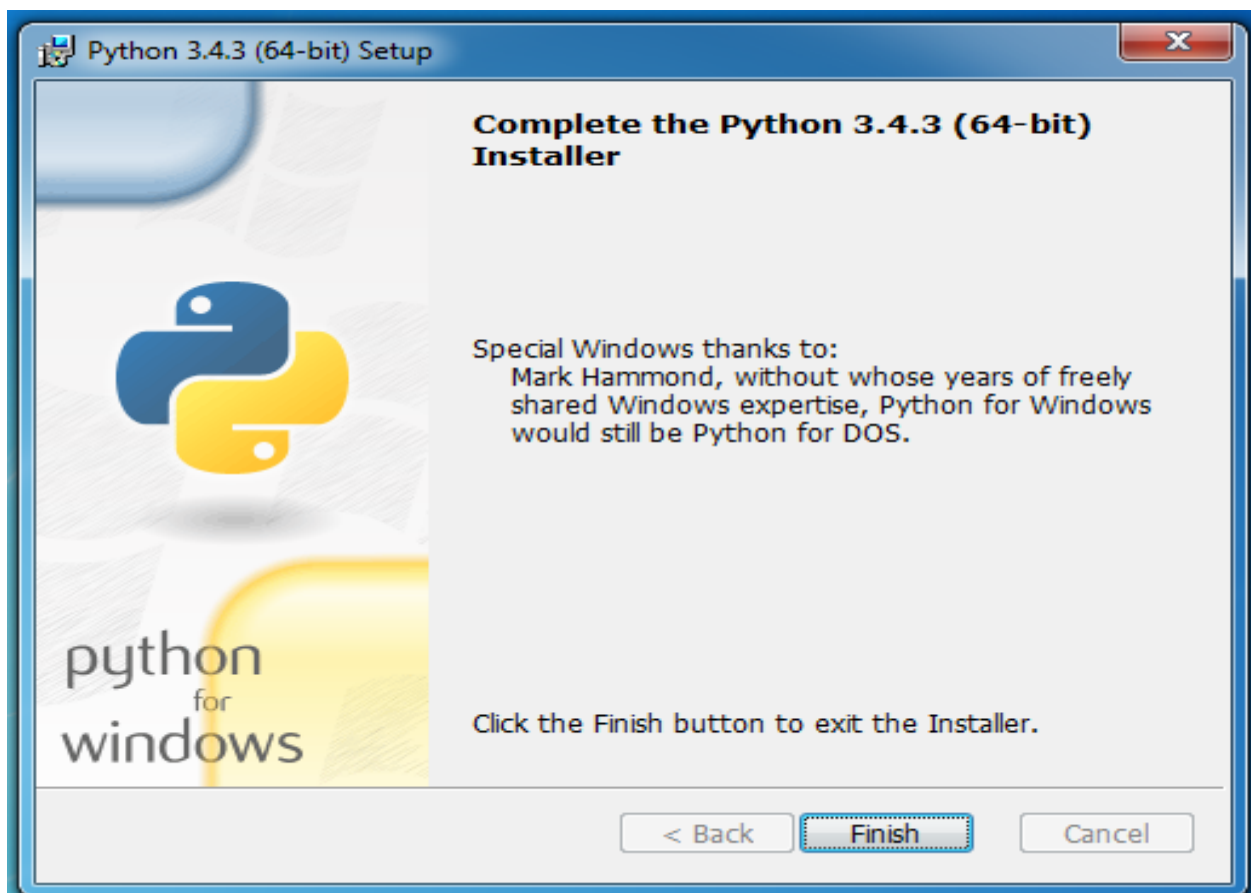 Python 3.4.3 (64-bit) Setup
Complete the Python 3.4.3 (64-bit)
Installer
Special Windows thanks to:
Mark Hammond, without whose years of freely
shared Windows expertise, Python for Windows
would still be Python for DOS.
python
for
windows
Click the Finish button to exit the Installer.
< Back
Finish
Cancel